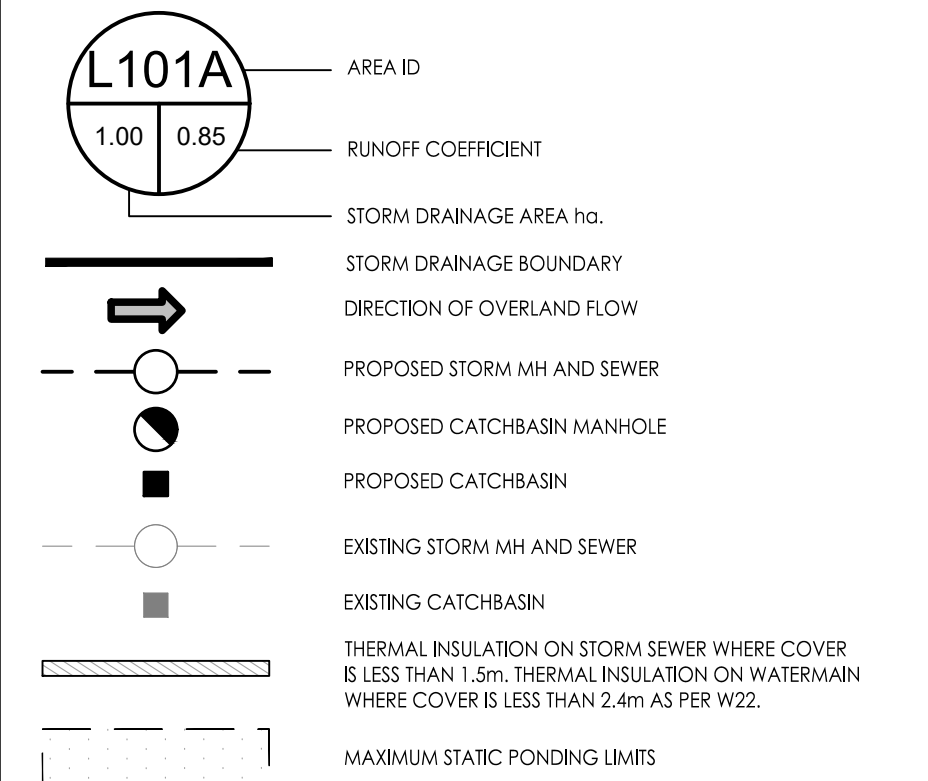 L101A
AREA ID
1.00 0.85
RUNOFF COEFFICIENT
STORM DRAINAGE AREA ha.
STORM DRAINAGE BOUNDARY
DIRECTION OF OVERLAND FLOW
PROPOSED STORM MH AND SEWER
PROPOSED CATCHBASIN MANHOLE
PROPOSED CATCHBASIN
EXISTING STORM MH AND SEWER
EXISTING CATCHBASIN
THERMAL INSULATION ON STORM SEWER WHERE COVER
IS LESS THAN 1.5m. THERMAL INSULATION ON WATERMAIN
WHERE COVER IS LESS THAN 2.4m AS PER W22.
MAXIMUM STATIC PONDING LIMITS